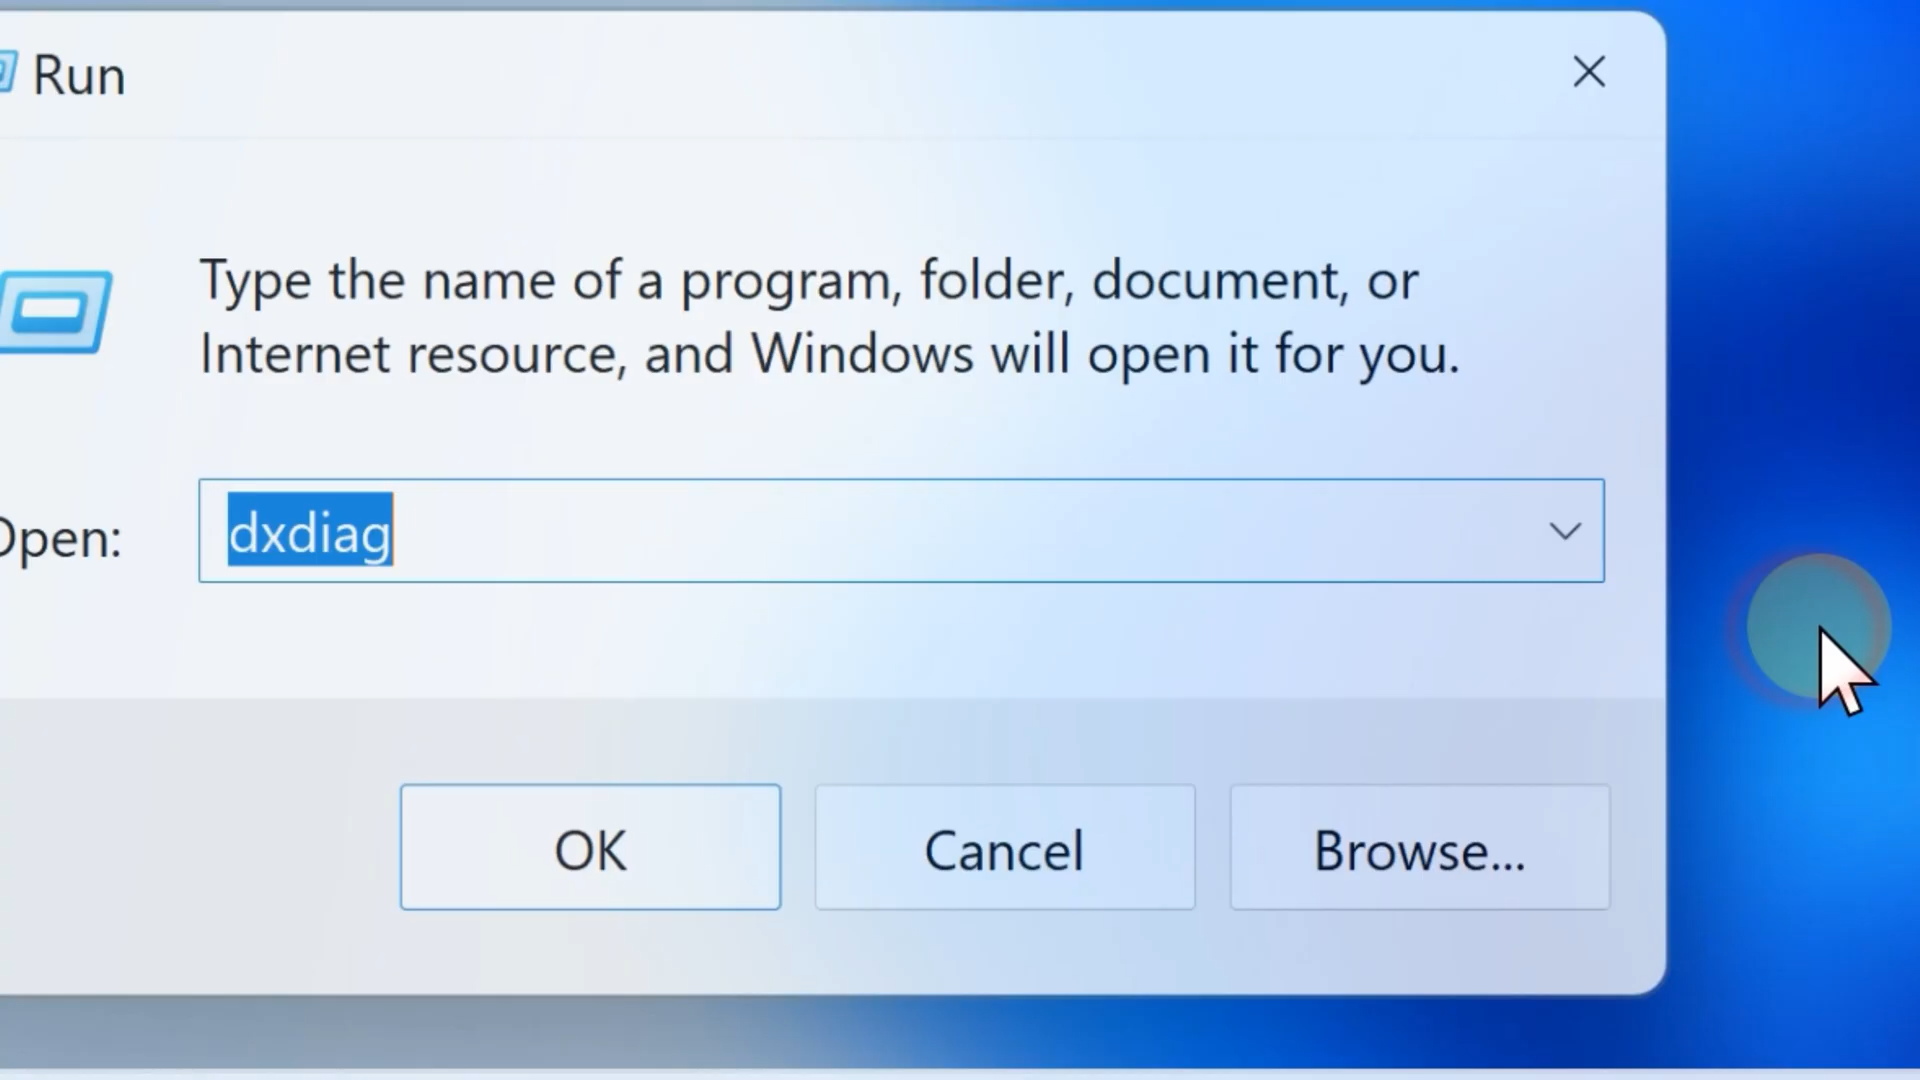 Run
Type the name of a program, folder, document, or
Internet resource, and Windows will open it for you.
Open:
dxdiag
OK
Cancel
Browse...